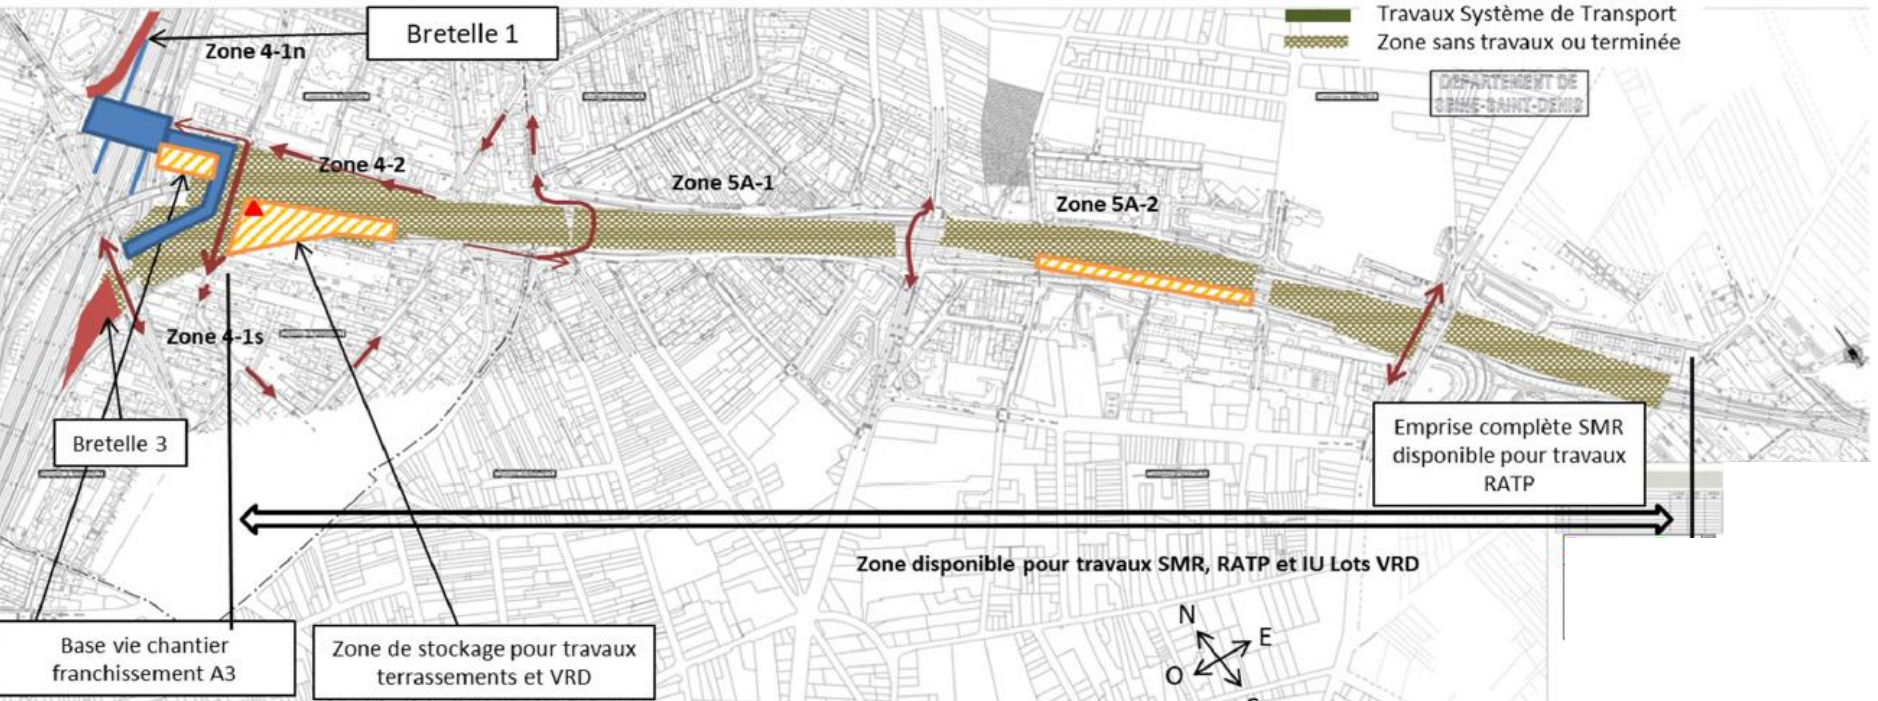 Travaux Système de Transport
Zone sans travaux ou terminée
Bretelle 1
Zone 4-1n
DÉPARTEMENT DE
SEINE-SAINT-DENIS
Zone 4-2
Zone 5A-1
Zone 5A-2
Zone 4-1s
Bretelle 3
Emprise complète SMR
disponible pour travaux
RATP
Zone disponible pour travaux SMR, RATP et IU Lots VRD
N
E
O
Base vie chantier
franchissement A3
Zone de stockage pour travaux
terrassements et VRD